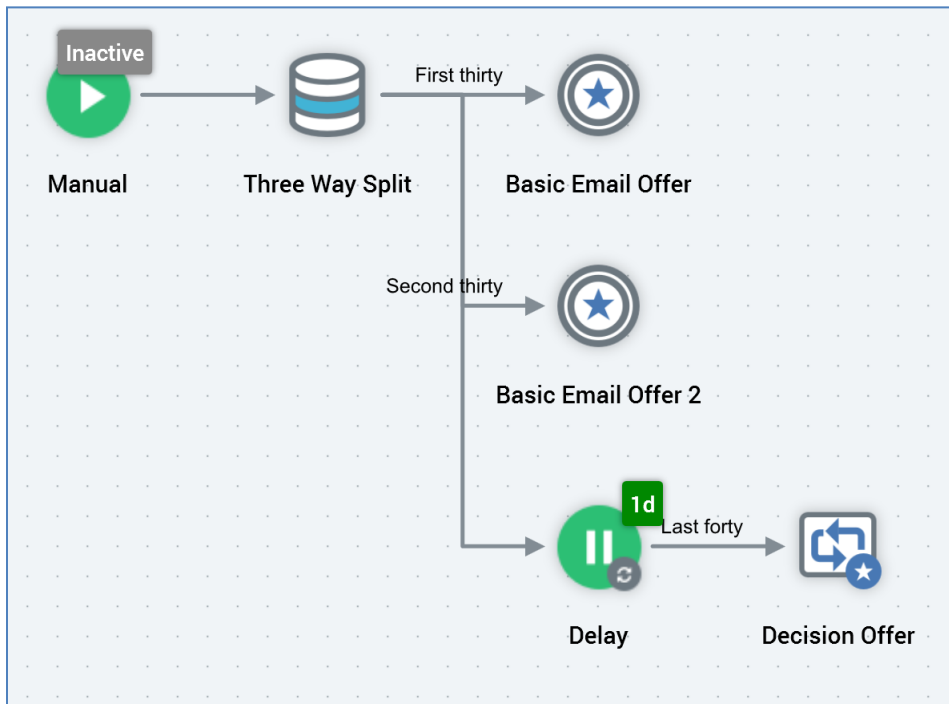 Inactive
First thirty
Manual
Three Way Split
Basic Email Offer
Second thirty
Basic Email Offer 2
1d
Last forty
Delay
Decision Offer